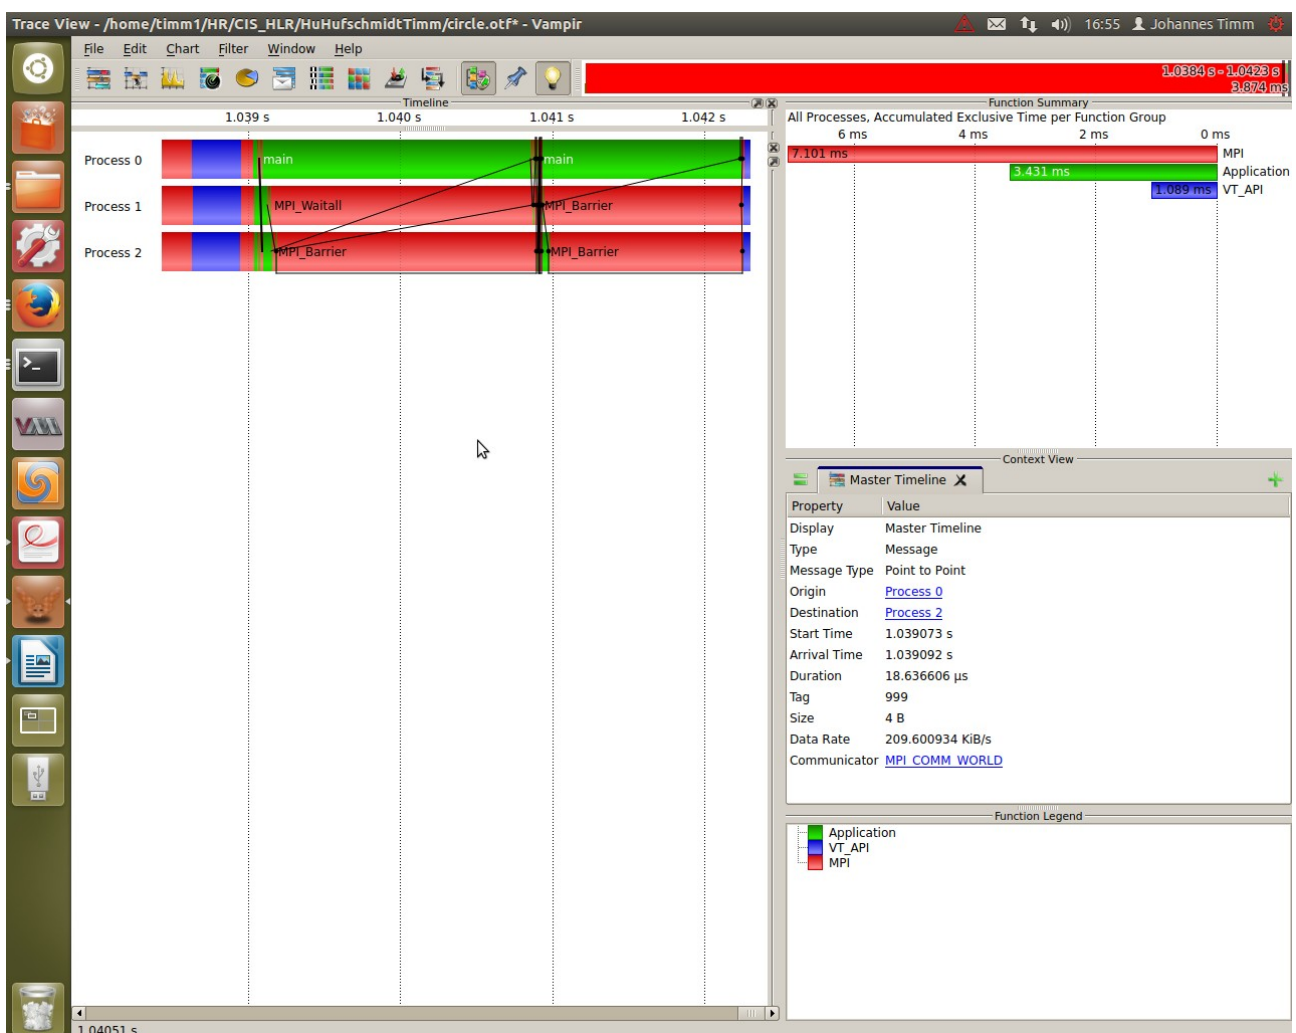 Trace View - /home/timm1/HR/CIS_HLR/HuHufschmidtTimm/circle.otf* - Vampir
16:55 Johannes Timm
File Edit Chart Filter Window Help
1.0384 s - 1.0423 s
3.874 ms
Timeline
1.039 s 1.040 s 1.041 s 1.042 s
Process 0 main main
Process 1 MPI_Waitall MPI_Barrier
Process 2 MPI_Barrier MPI_Barrier
Function Summary
All Processes, Accumulated Exclusive Time per Function Group
6 ms 4 ms 2 ms 0 ms
7.101 ms MPI
3.431 ms Application
1.089 ms VT_API
Context View
Master Timeline
Property Value
Display Master Timeline
Type Message
Message Type Point to Point
Origin Process 0
Destination Process 2
Start Time 1.039073 s
Arrival Time 1.039092 s
Duration 18.636606 µs
Tag 999
Size 4 B
Data Rate 209.600934 KiB/s
Communicator MPI_COMM_WORLD
Function Legend
Application
VT_API
MPI
1.04051 s